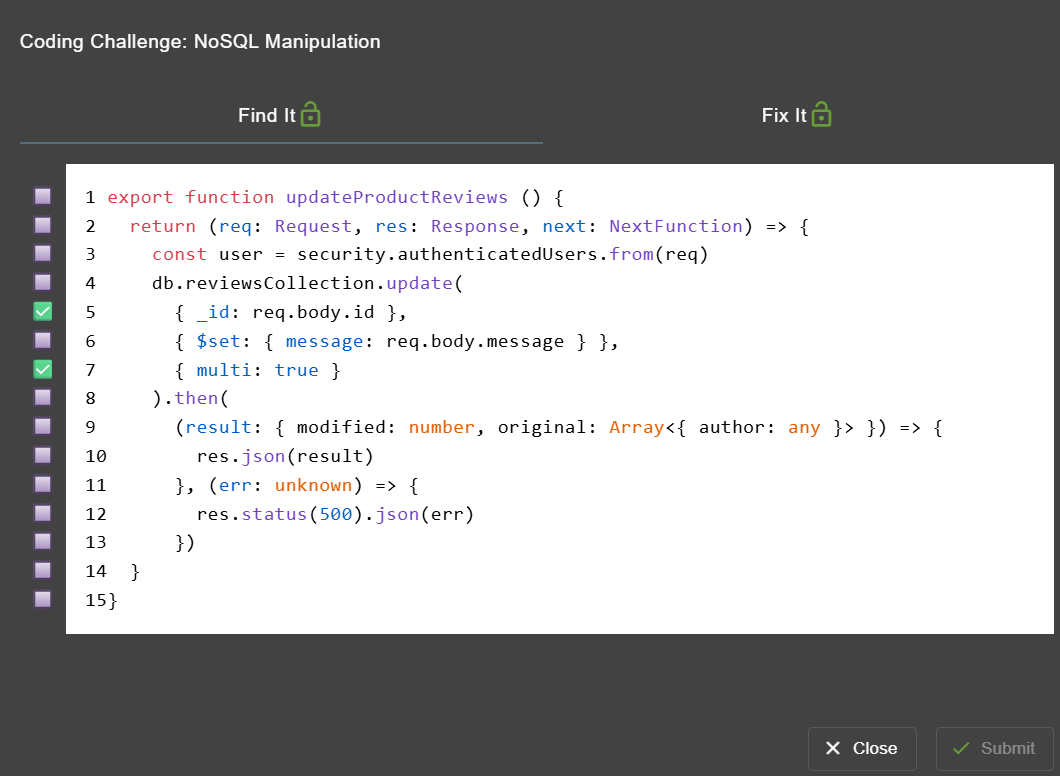 Coding Challenge: NoSQL Manipulation
Find It
Fix It
1 export function updateProductReviews () {
2   return (req: Request, res: Response, next: NextFunction) => {
3     const user = security.authenticatedUsers.from(req)
4     db.reviewsCollection.update(
5       { _id: req.body.id },
6       { $set: { message: req.body.message } },
7       { multi: true }
8     ).then(
9       (result: { modified: number, original: Array<{ author: any }> }) => {
10        res.json(result)
11      }, (err: unknown) => {
12        res.status(500).json(err)
13      })
14  }
15}
Close
Submit